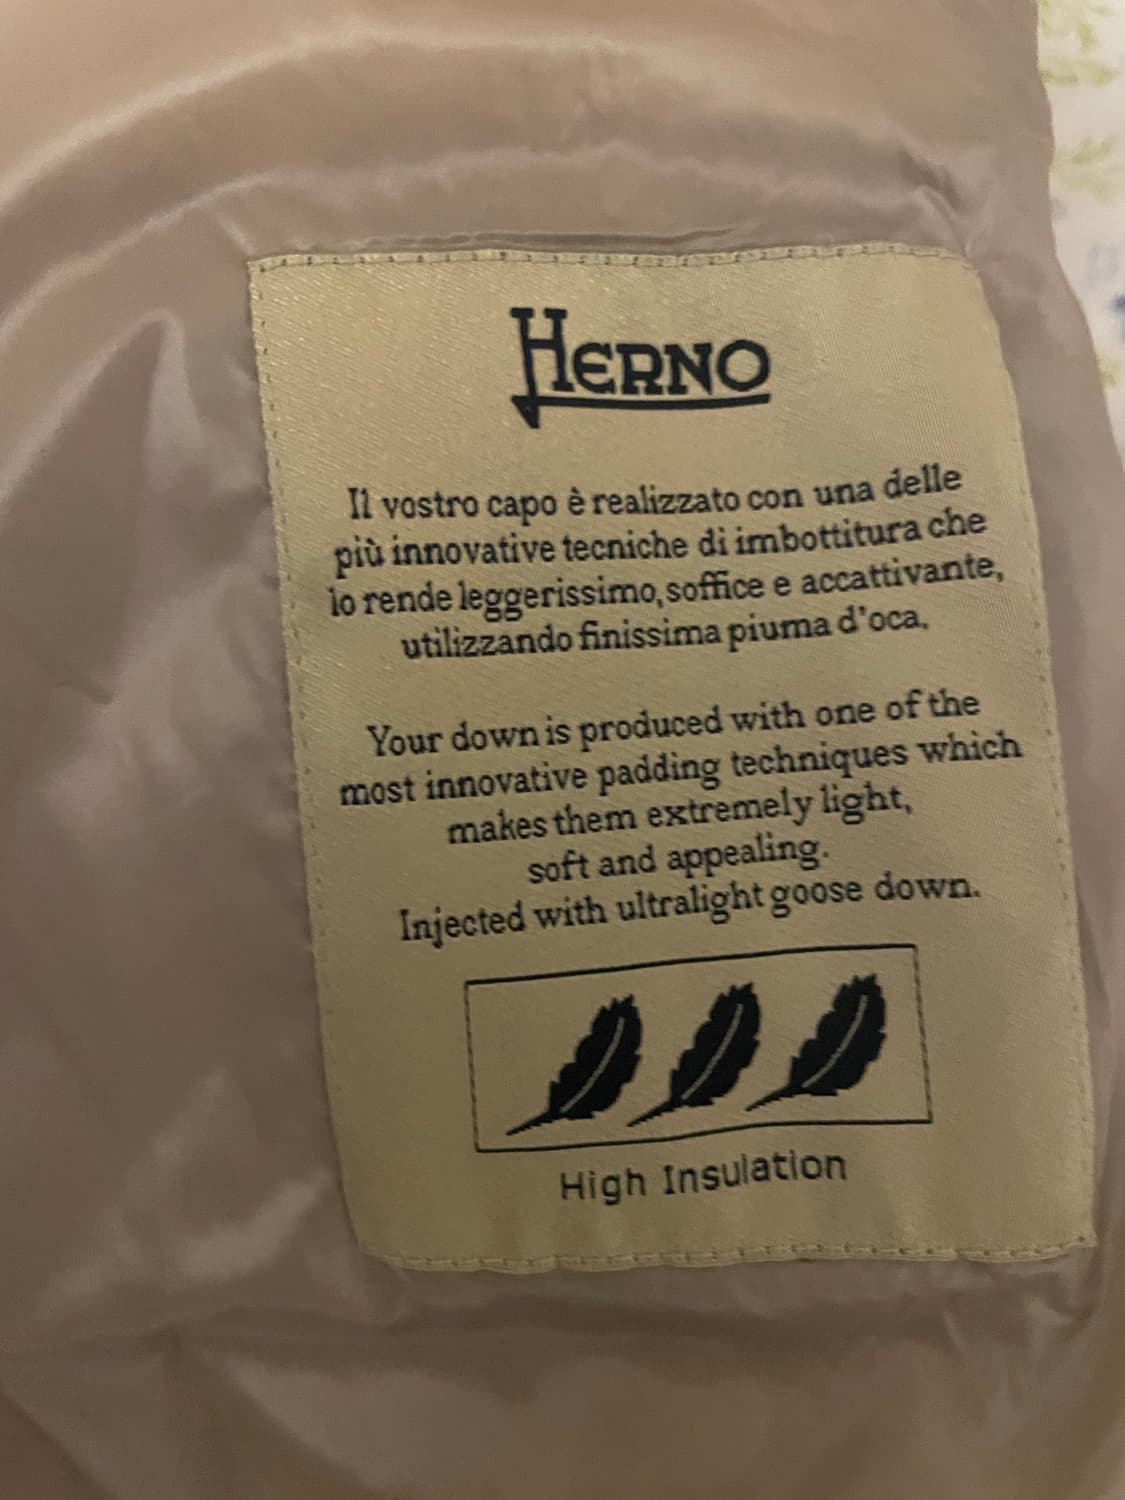 HERNO
Il vostro capo è realizzato con una delle
più innovative tecniche di imbottitura che
lo rende leggerissimo, soffice e accattivante,
utilizzando finissima piuma d'oca.
Your down is produced with one of the
most innovative padding techniques which
makes them extremely light,
soft and appealing.
Injected with ultralight goose down.
High Insulation